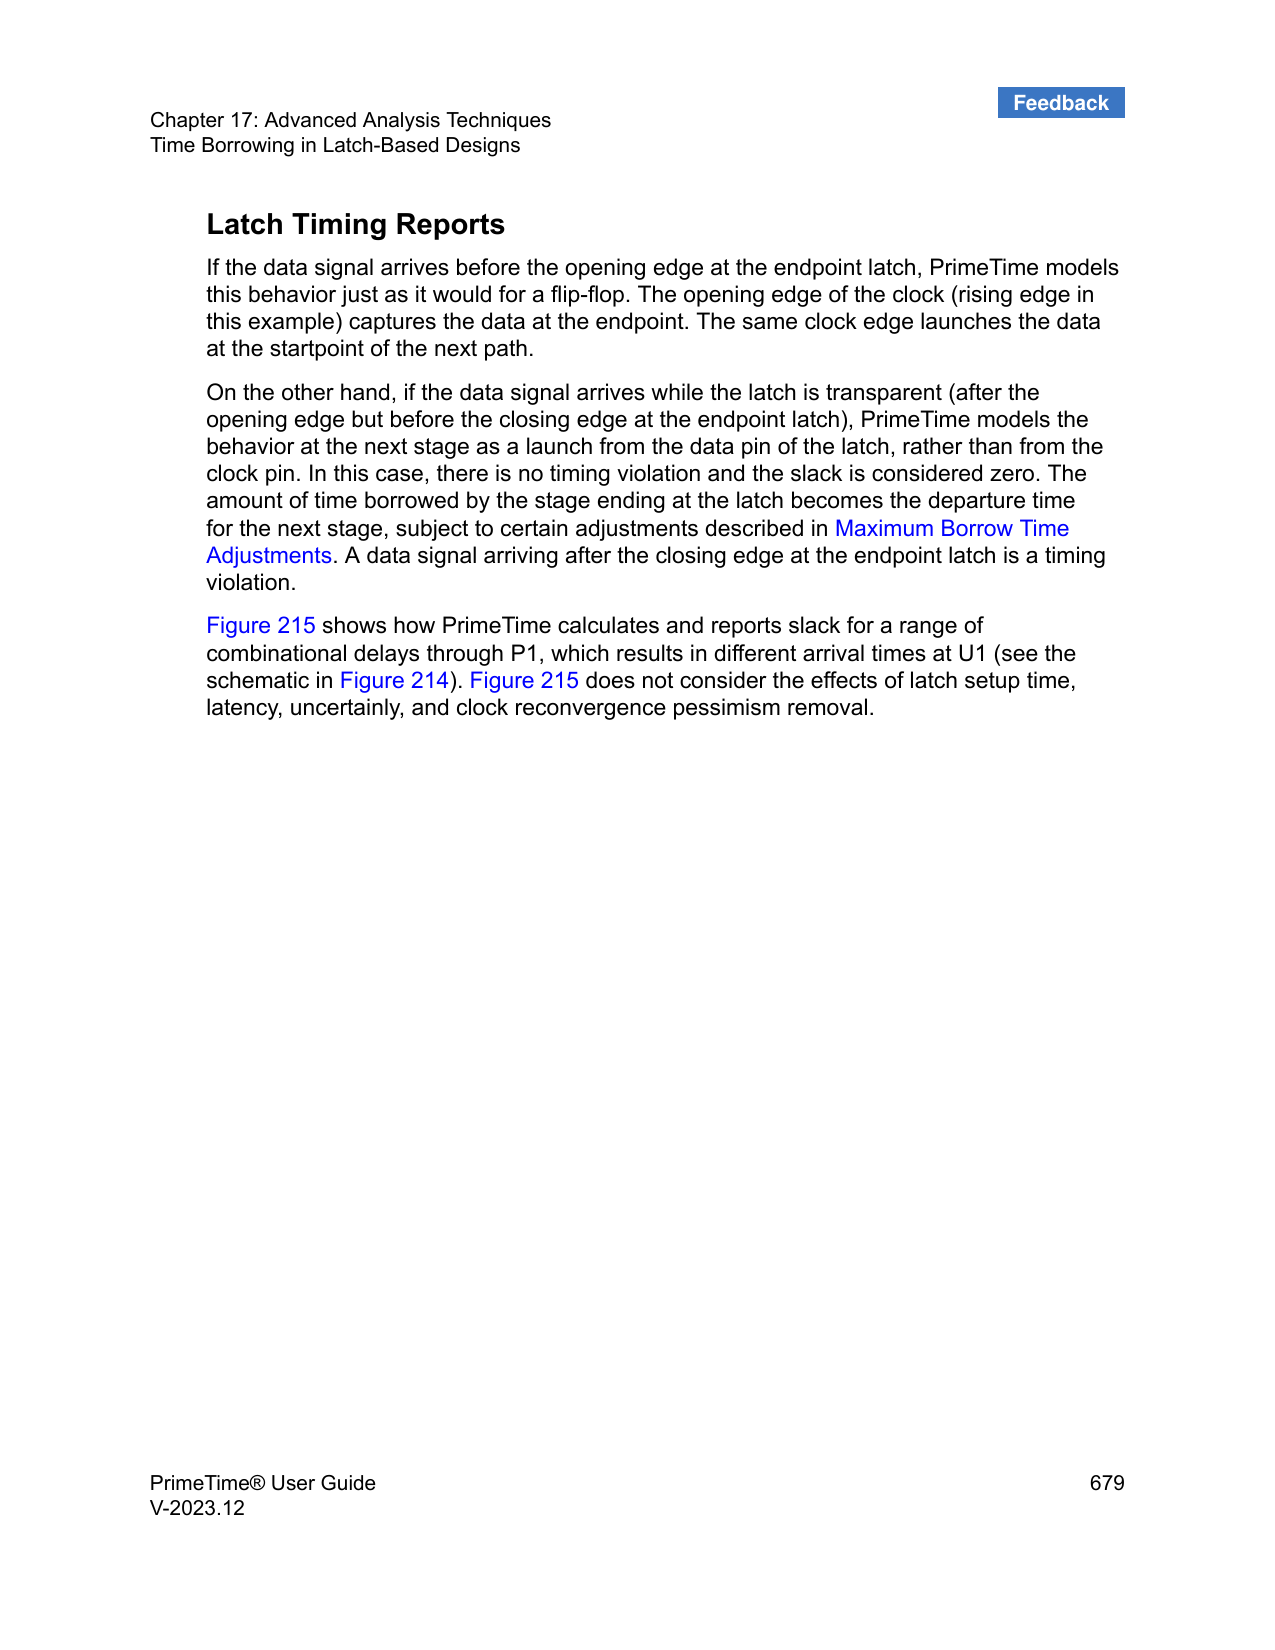 Feedback
Chapter 17: Advanced Analysis Techniques
Time Borrowing in Latch-Based Designs
Latch Timing Reports
If the data signal arrives before the opening edge at the endpoint latch, PrimeTime models
this behavior just as it would for a flip-flop. The opening edge of the clock (rising edge in
this example) captures the data at the endpoint. The same clock edge launches the data
at the startpoint of the next path.
On the other hand, if the data signal arrives while the latch is transparent (after the
opening edge but before the closing edge at the endpoint latch), PrimeTime models the
behavior at the next stage as a launch from the data pin of the latch, rather than from the
clock pin. In this case, there is no timing violation and the slack is considered zero. The
amount of time borrowed by the stage ending at the latch becomes the departure time
for the next stage, subject to certain adjustments described in Maximum Borrow Time
Adjustments. A data signal arriving after the closing edge at the endpoint latch is a timing
violation.
Figure 215 shows how PrimeTime calculates and reports slack for a range of
combinational delays through P1, which results in different arrival times at U1 (see the
schematic in Figure 214). Figure 215 does not consider the effects of latch setup time,
latency, uncertainly, and clock reconvergence pessimism removal.
PrimeTime® User Guide
V-2023.12
679